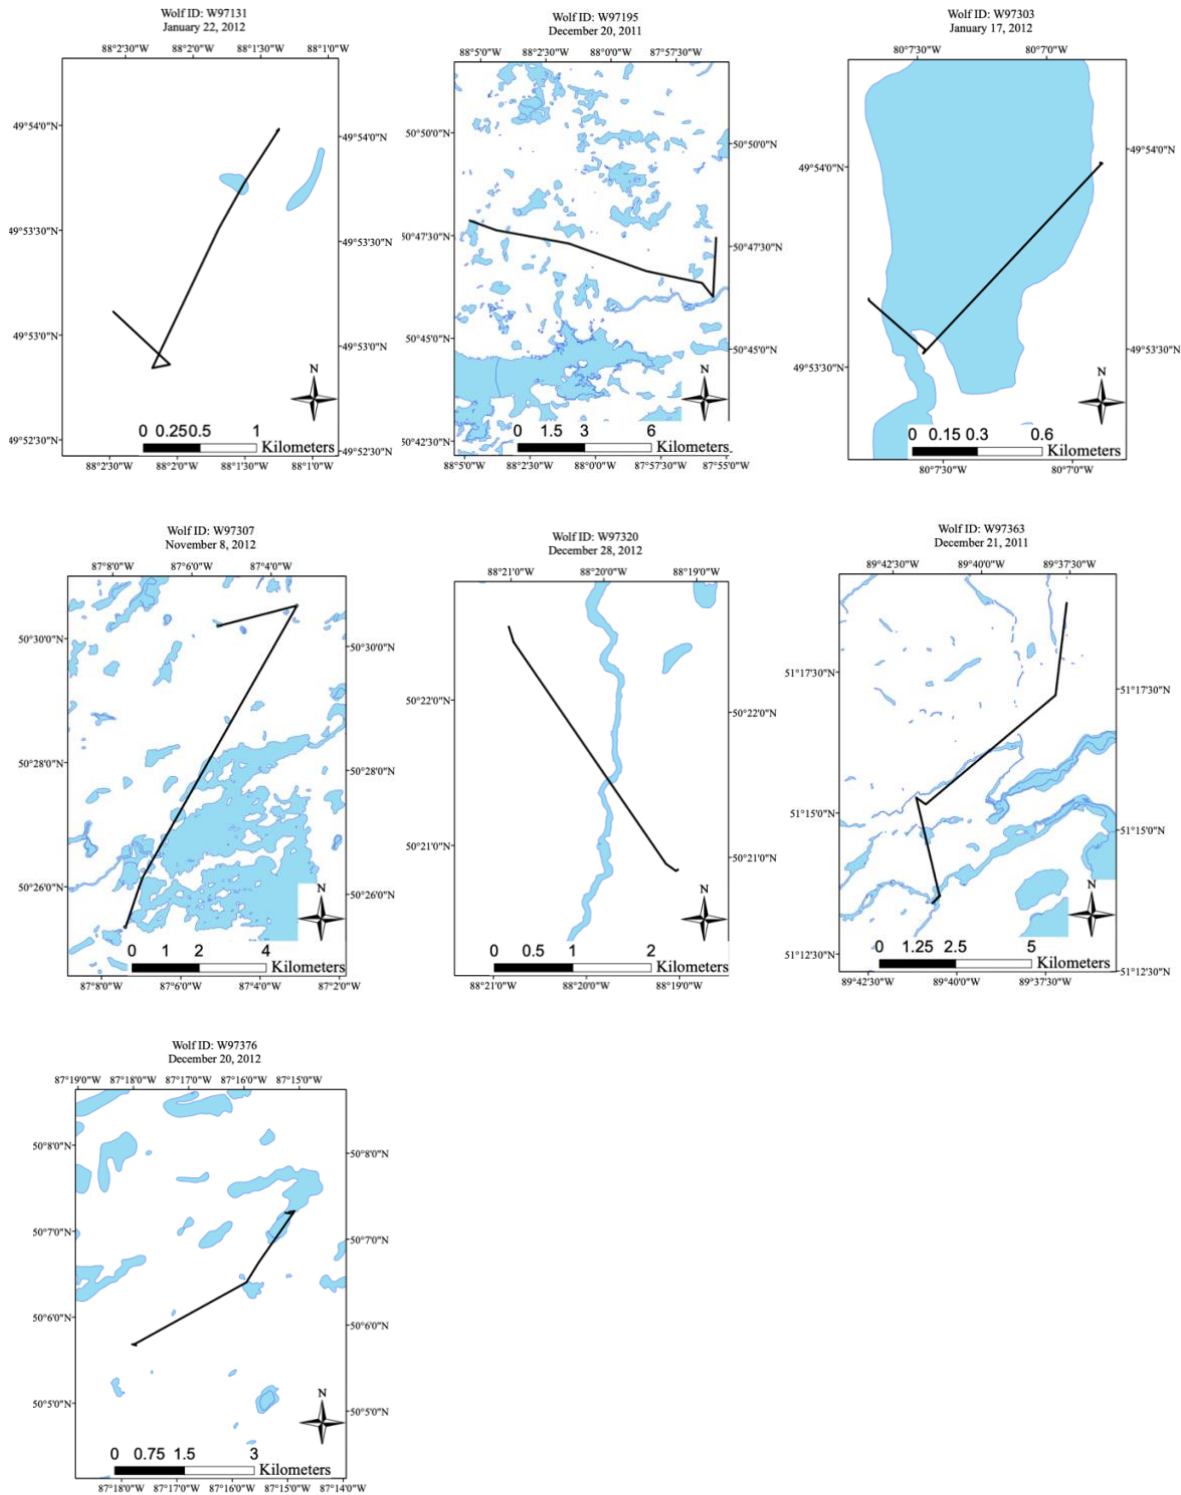 Wolf ID: W97131
January 22, 2012
88°2'30"W 88°2'0"W 88°1'30"W 88°1'0"W
49°54'0"N
49°54'0"N
49°53'30"N
49°53'30"N
49°53'0"N
49°53'0"N
N
0 0.25 0.5 1
Kilometers
49°52'30"N
49°52'30"N
88°2'30"W 88°2'0"W 88°1'30"W 88°1'0"W
Wolf ID: W97195
December 20, 2011
88°5'0"W 88°2'30"W 88°0'0"W 87°57'30"W
50°50'0"N
50°50'0"N
50°47'30"N
50°47'30"N
50°45'0"N
50°45'0"N
N
0 1.5 3 6
Kilometers
50°42'30"N
88°5'0"W 88°2'30"W 88°0'0"W 87°57'30"W 87°55'0"W
Wolf ID: W97303
January 17, 2012
80°7'30"W 80°7'0"W
49°54'0"N
49°54'0"N
49°53'30"N
49°53'30"N
N
0 0.15 0.3 0.6
Kilometers
80°7'30"W 80°7'0"W
Wolf ID: W97307
November 8, 2012
87°8'0"W 87°6'0"W 87°4'0"W
50°30'0"N
50°30'0"N
50°28'0"N
50°28'0"N
50°26'0"N
50°26'0"N
N
0 1 2 4
Kilometers
87°8'0"W 87°6'0"W 87°4'0"W 87°2'0"W
Wolf ID: W97320
December 28, 2012
88°21'0"W 88°20'0"W 88°19'0"W
50°22'0"N
50°22'0"N
50°21'0"N
50°21'0"N
N
0 0.5 1 2
Kilometers
88°21'0"W 88°20'0"W 88°19'0"W
Wolf ID: W97363
December 21, 2011
89°42'30"W 89°40'0"W 89°37'30"W
51°17'30"N
51°17'30"N
51°15'0"N
51°15'0"N
N
0 1.25 2.5 5
Kilometers
51°12'30"N
51°12'30"N
89°42'30"W 89°40'0"W 89°37'30"W
Wolf ID: W97376
December 20, 2012
87°19'0"W 87°18'0"W 87°17'0"W 87°16'0"W 87°15'0"W
50°8'0"N
50°8'0"N
50°7'0"N
50°7'0"N
50°6'0"N
50°6'0"N
50°5'0"N
50°5'0"N
N
0 0.75 1.5 3
Kilometers
87°18'0"W 87°17'0"W 87°16'0"W 87°15'0"W 87°14'0"W